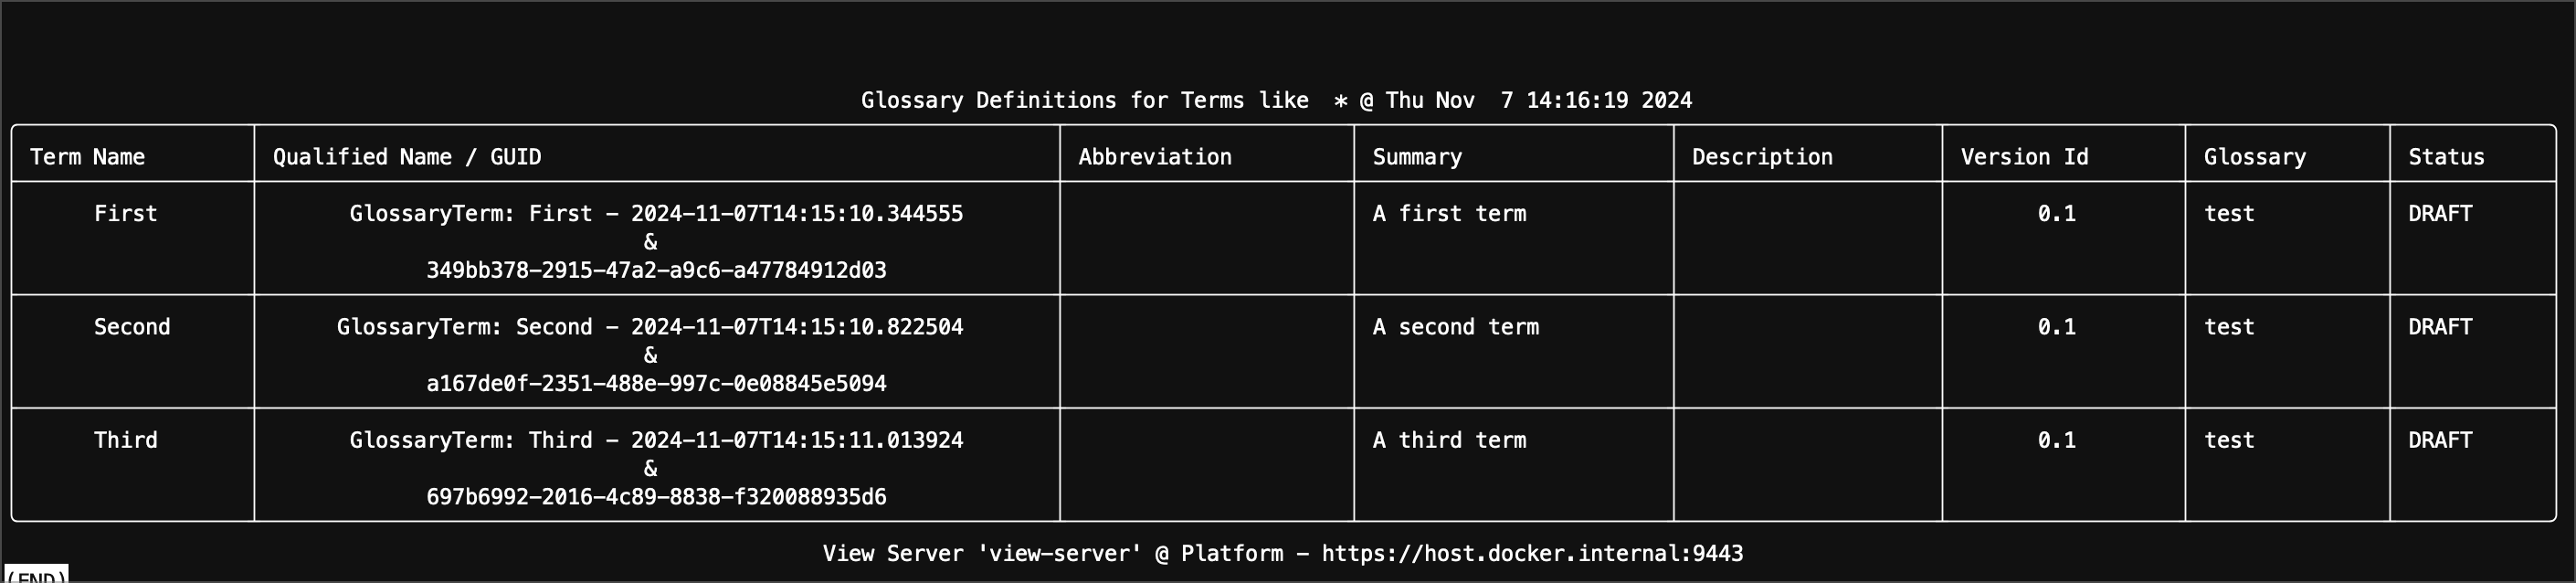 Glossary Definitions for Terms like  * @ Thu Nov  7 14:16:19 2024
Term Name Qualified Name / GUID Abbreviation Summary Description Version Id Glossary Status
First GlossaryTerm: First - 2024-11-07T14:15:10.344555 A first term 0.1 test DRAFT
&
349bb378-2915-47a2-a9c6-a47784912d03
Second GlossaryTerm: Second - 2024-11-07T14:15:10.822504 A second term 0.1 test DRAFT
&
a167de0f-2351-488e-997c-0e08845e5094
Third GlossaryTerm: Third - 2024-11-07T14:15:11.013924 A third term 0.1 test DRAFT
&
697b6992-2016-4c89-8838-f320088935d6
View Server 'view-server' @ Platform - https://host.docker.internal:9443
(END)